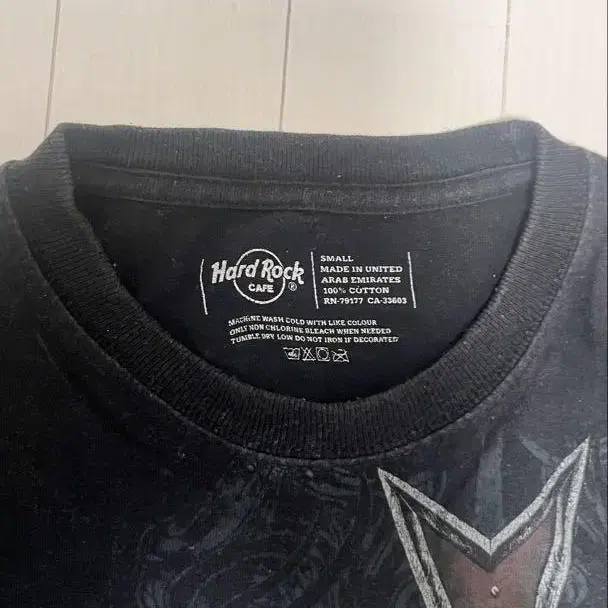 Hard Rock
CAFE ®
SMALL
MADE IN UNITED
ARAB EMIRATES
100% COTTON
RN-79177 CA-33603
MACHINE WASH COLD WITH LIKE COLOUR
ONLY NON CHLORINE BLEACH WHEN NEEDED
TUMBLE DRY LOW DO NOT IRON IF DECORATED